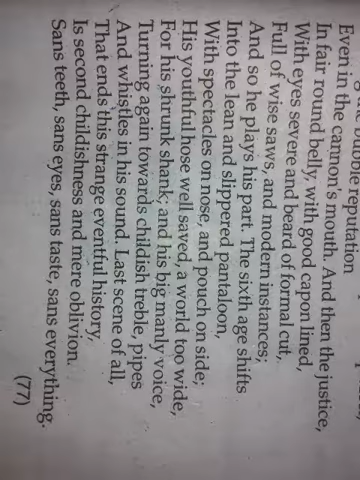 reputation
Even in the cannon's mouth. And then the justice,
In fair round belly, with good capon lined,
With eyes severe and beard of formal cut,
Full of wise saws, and modern instances;
And so he plays his part. The sixth age shifts
Into the lean and slippered pantaloon,
With spectacles on nose, and pouch on side;
His youthful hose well saved, a world too wide,
For his shrunk shank; and his big manly voice,
Turning again towards childish treble, pipes
And whistles in his sound. Last scene of all,
That ends this strange eventful history,
Is second childishness and mere oblivion.
Sans teeth, sans eyes, sans taste, sans everything.
(77)